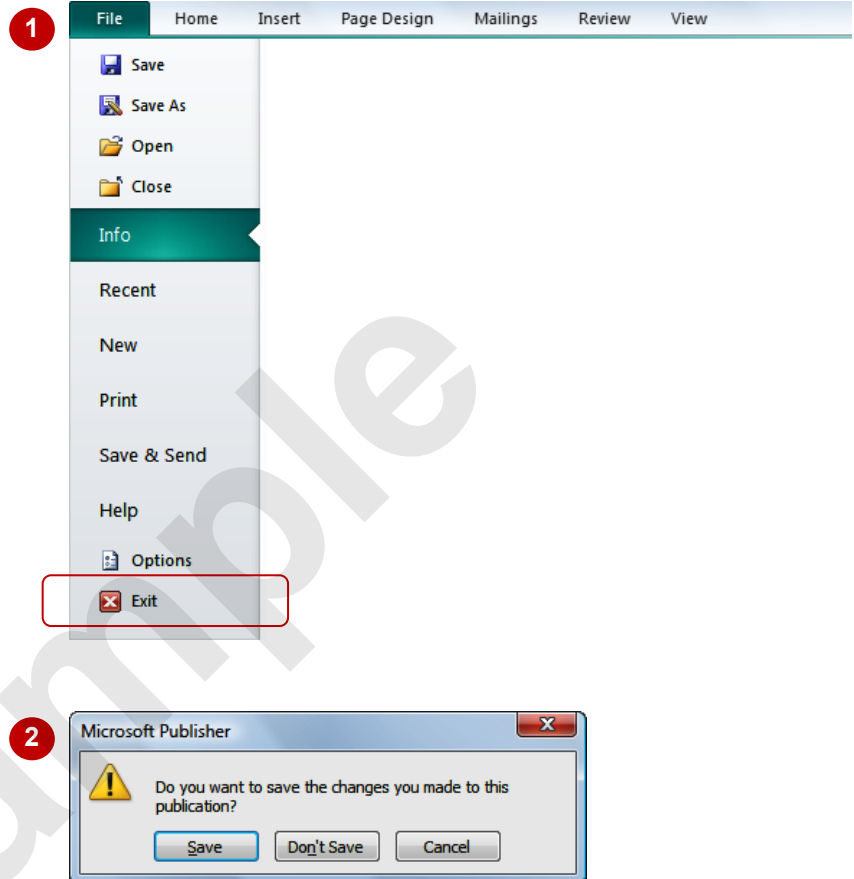 1
File Home Insert Page Design Mailings Review View
Save
Save As
Open
Close
Info
Recent
New
Print
Save & Send
Help
Options
Exit
2
Microsoft Publisher
Do you want to save the changes you made to this
publication?
Save Don't Save Cancel
ample